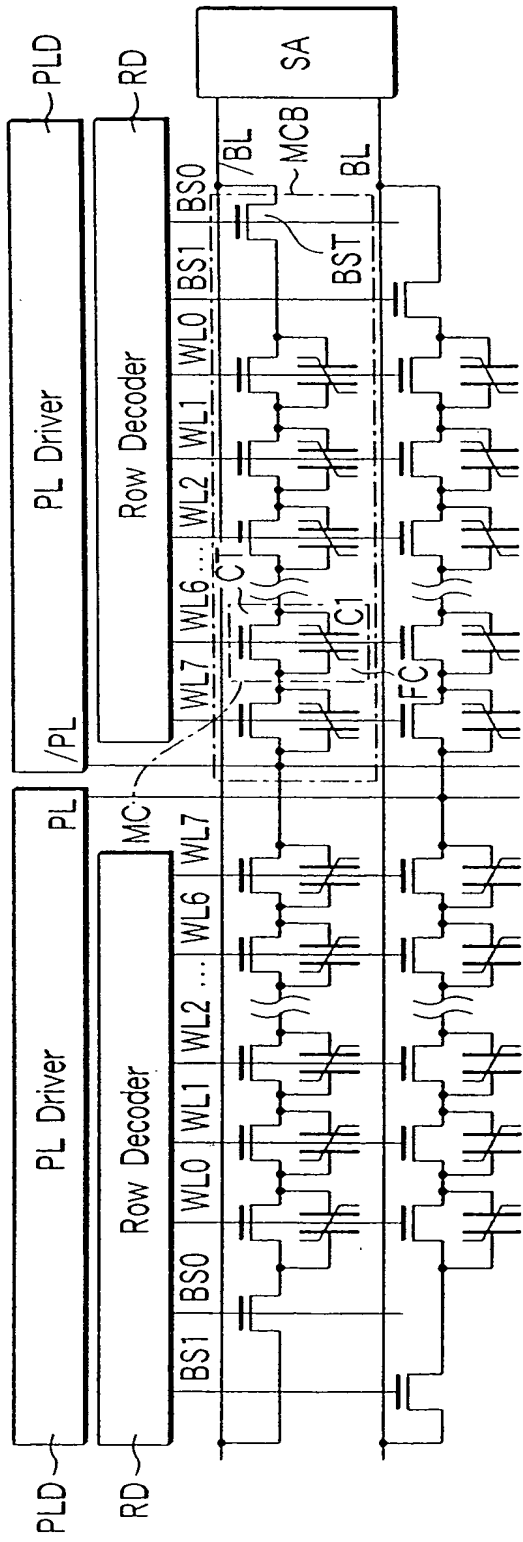 PLD
PL Driver
PL
/PL
PL Driver
PLD
RD
Row Decoder
Row Decoder
RD
BS1 BS0 WL0 WL1 WL2 ... WL6 WL7
MC
WL7 WL6 ... WL2 WL1 WL0 BS1 BS0
CT
/BL
MCB
SA
BST
C1
FC
BL